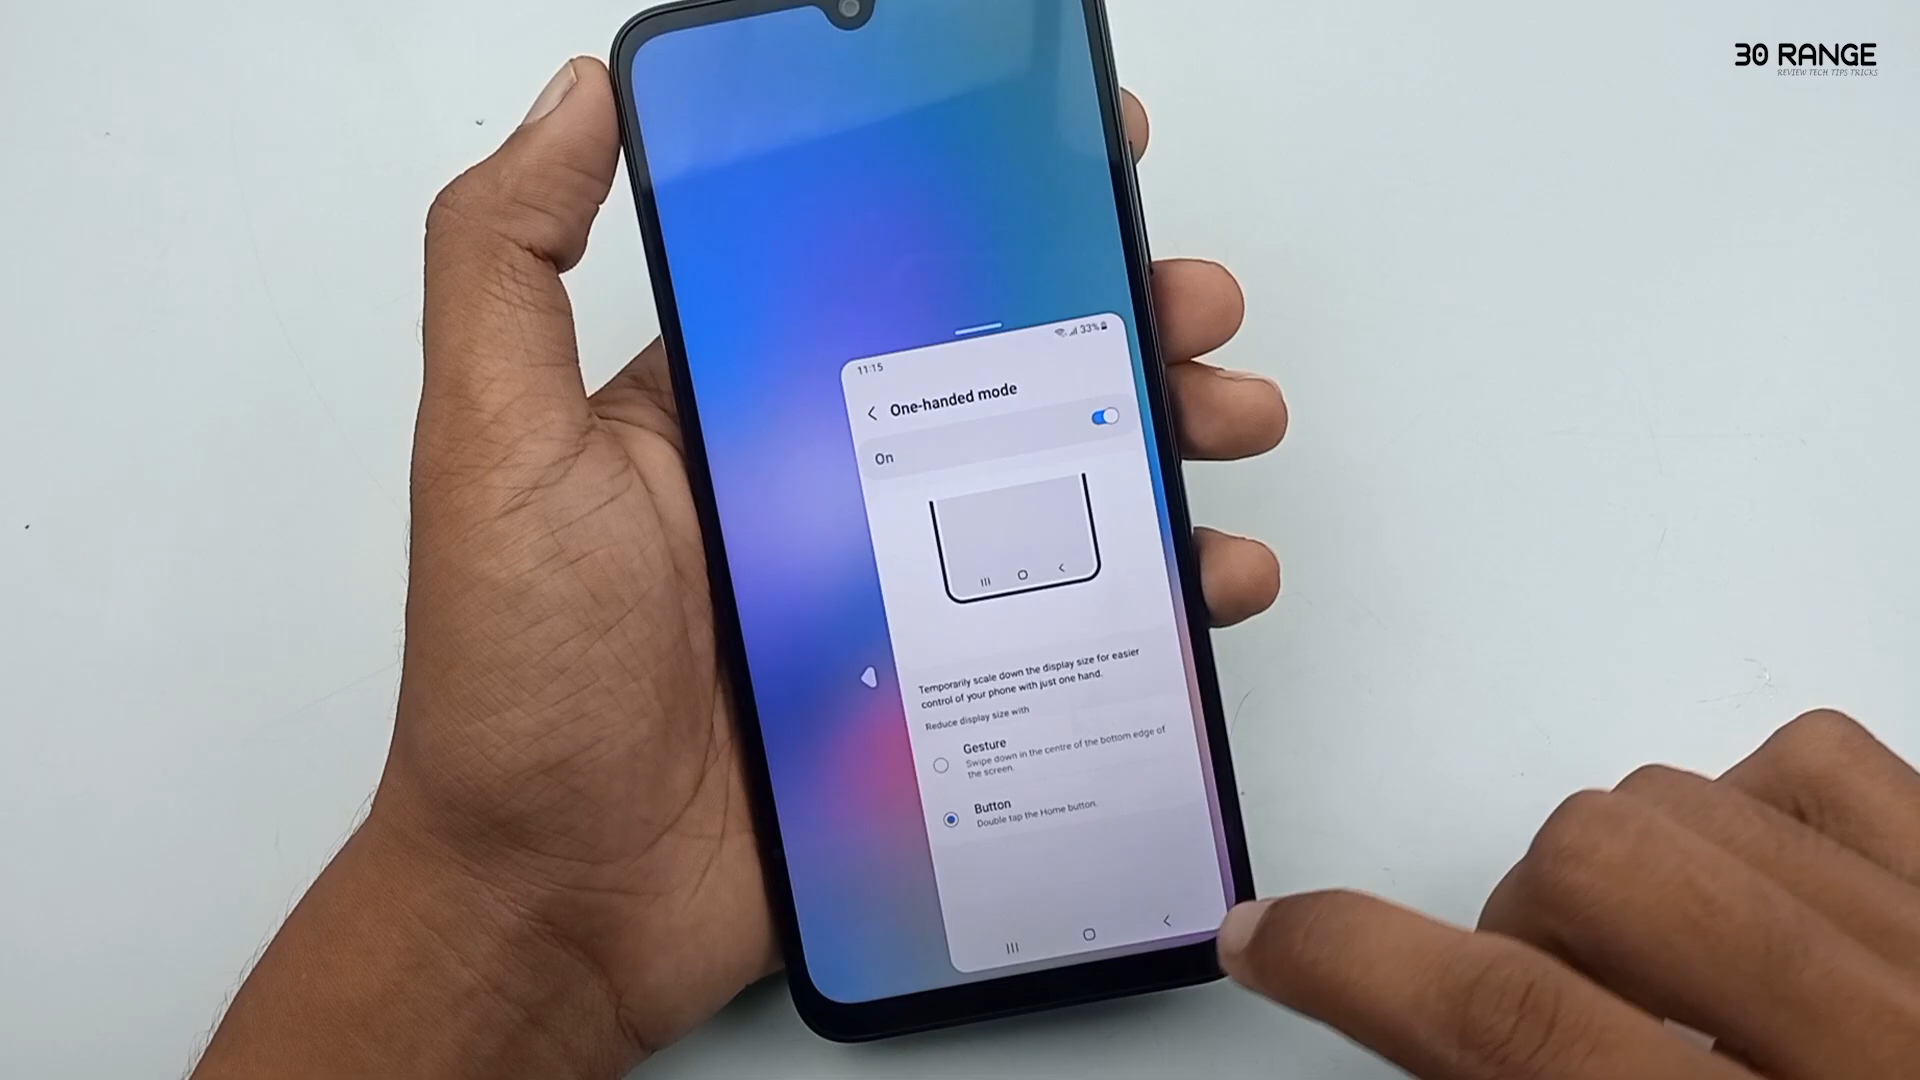 30 RANGE
REVIEW TECH TIPS TRICKS
11:15
33%
One-handed mode
On
Temporarily scale down the display size for easier
control of your phone with just one hand.
Reduce display size with
Gesture
Swipe down in the centre of the bottom edge of
the screen.
Button
Double tap the Home button.